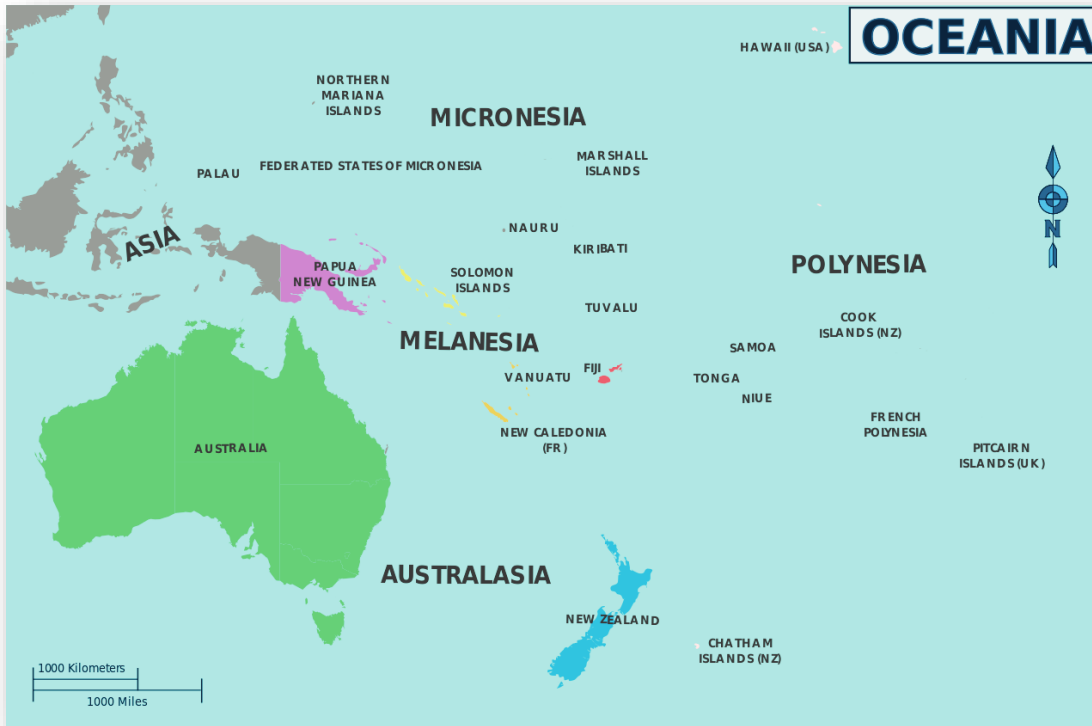 OCEANIA
HAWAII (USA)
NORTHERN
MARIANA
ISLANDS
MICRONESIA
MARSHALL
ISLANDS
FEDERATED STATES OF MICRONESIA
PALAU
N
NAURU
ASIA
KIRIBATI
POLYNESIA
PAPUA
NEW GUINEA
SOLOMON
ISLANDS
TUVALU
COOK
ISLANDS (NZ)
MELANESIA
SAMOA
FIJI
VANUATU
TONGA
NIUE
FRENCH
POLYNESIA
NEW CALEDONIA
(FR)
AUSTRALIA
PITCAIRN
ISLANDS (UK)
AUSTRALASIA
NEW ZEALAND
CHATHAM
ISLANDS (NZ)
1000 Kilometers
1000 Miles